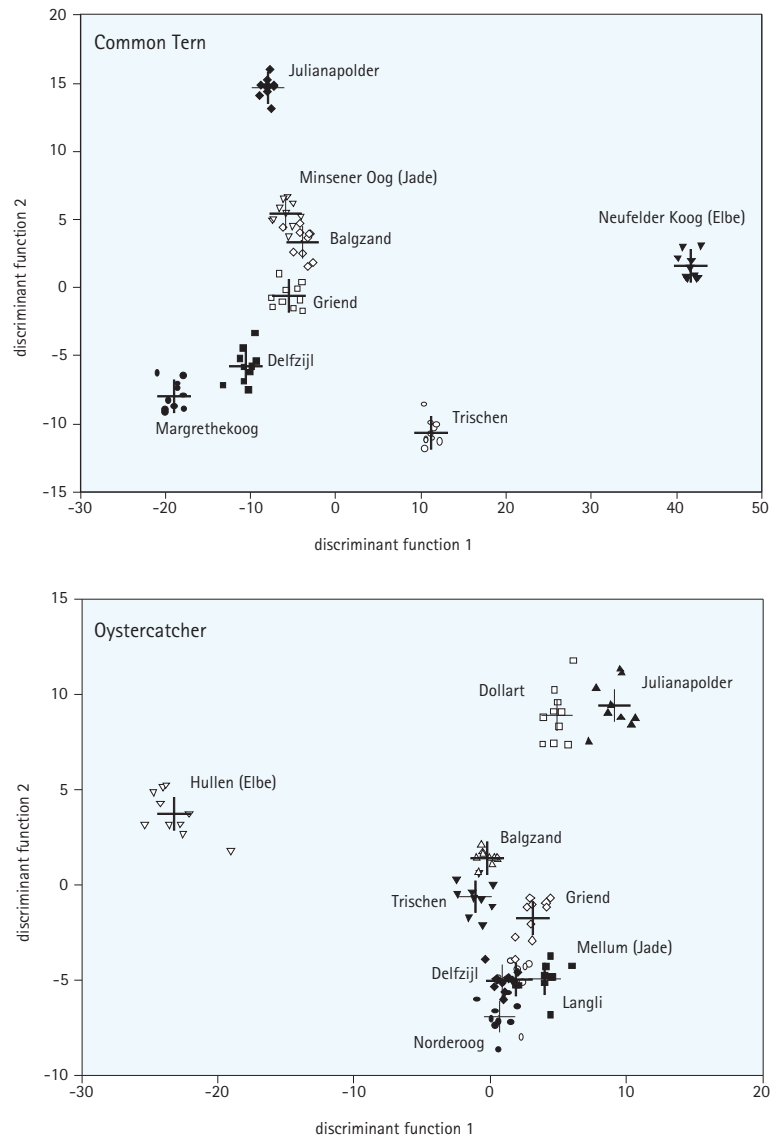 20
Common Tern
Julianapolder
15
10
Minsener Oog (Jade)
Neufelder Koog (Elbe)
5
Balgzand
0
Griend
Delfzijl
-5
Margrethekoog
Trischen
-10
-15
-30 -20 -10 0 10 20 30 40 50
discriminant function 1
discriminant function 2
15
Oystercatcher
Dollart
Julianapolder
10
Hullen (Elbe)
5
Balgzand
0
Trischen
Griend
Mellum (Jade)
Delfzijl
-5
Langli
Norderoog
-10
-30 -20 -10 0 10 20
discriminant function 1
discriminant function 2